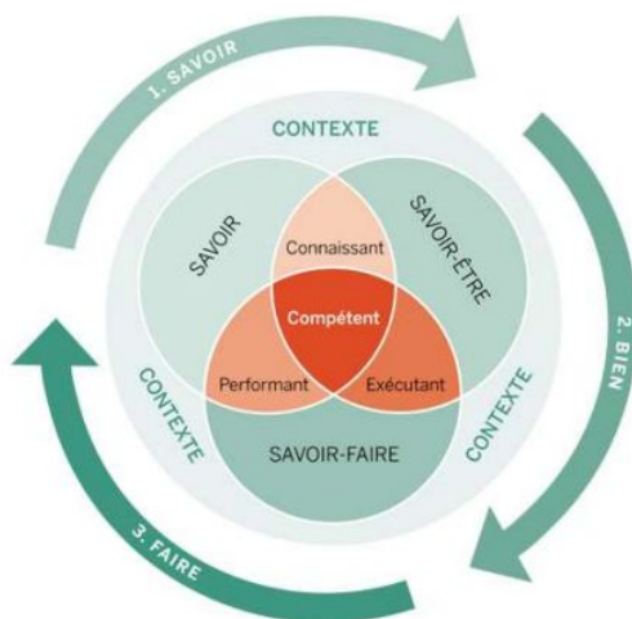 1. SAVOIR
CONTEXTE
SAVOIR
Connaissant
SAVOIR-ÊTRE
Compétent
2. BIEN
Performant
Exécutant
CONTEXTE
CONTEXTE
SAVOIR-FAIRE
3. FAIRE